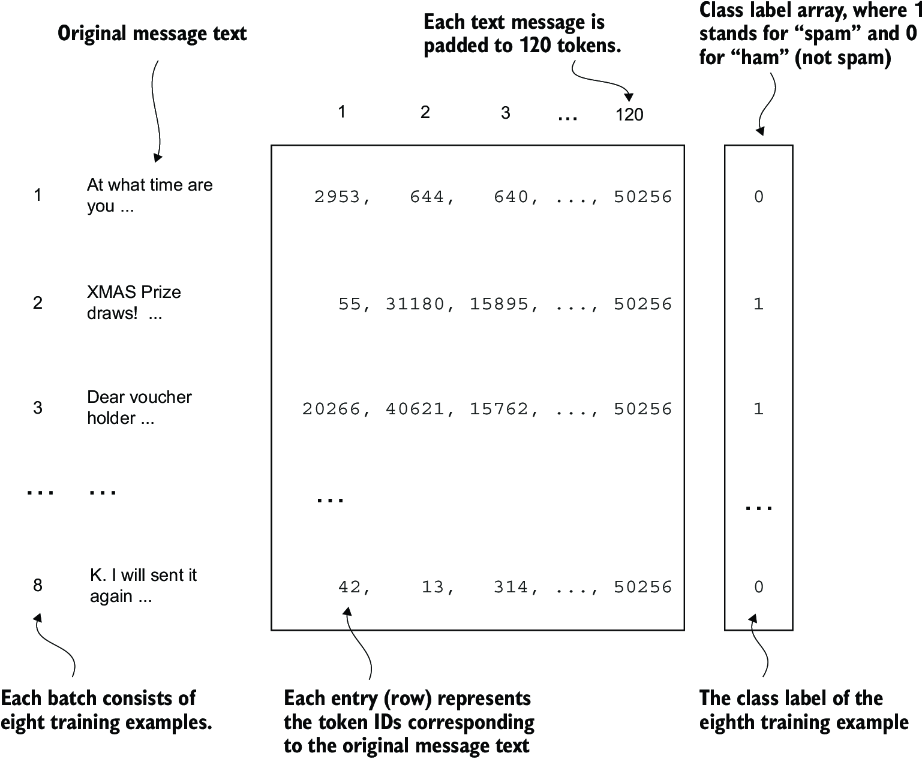 Original message text
Each text message is
padded to 120 tokens.
Class label array, where 1
stands for “spam” and 0
for “ham” (not spam)
1 2 3 ... 120
1 At what time are
you ...
2953, 644, 640, ..., 50256 0
2 XMAS Prize
draws! ...
55, 31180, 15895, ..., 50256 1
3 Dear voucher
holder ...
20266, 40621, 15762, ..., 50256 1
... ... ... ...
8 K. I will sent it
again ...
42, 13, 314, ..., 50256 0
Each batch consists of
eight training examples.
Each entry (row) represents
the token IDs corresponding
to the original message text
The class label of the
eighth training example